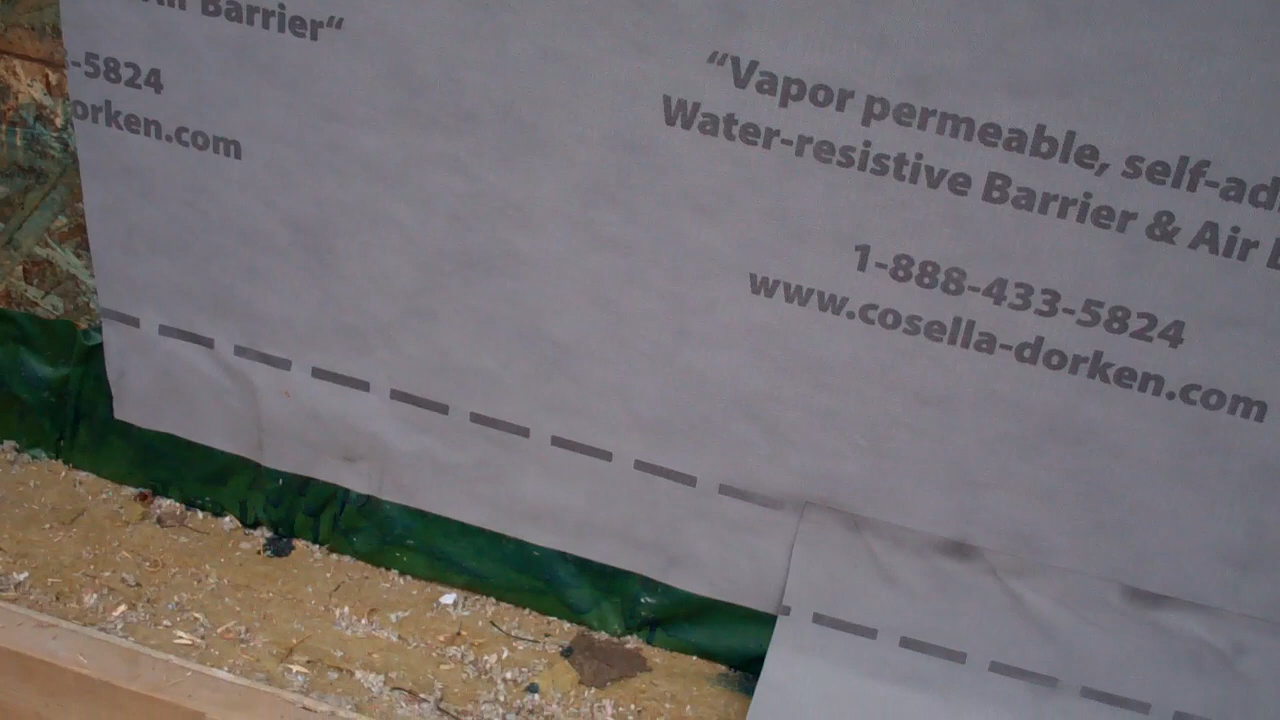 Air Barrier“
-5824
orken.com
“Vapor permeable, self-ad
Water-resistive Barrier & Air
1-888-433-5824
www.cosella-dorken.com